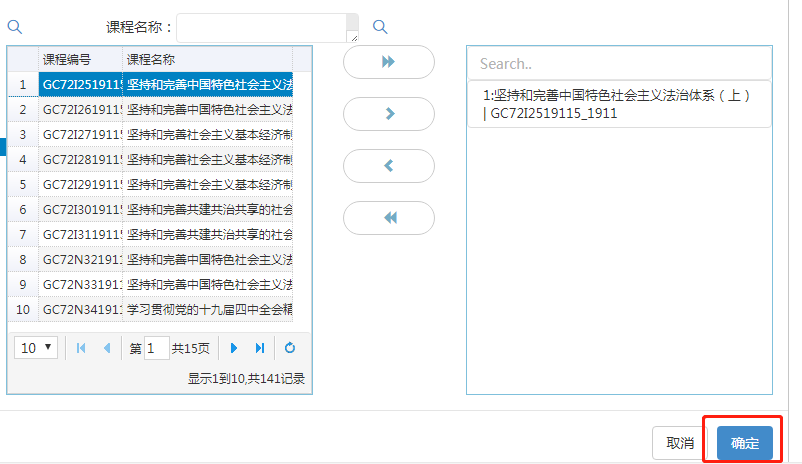 课程名称：
课程编号 课程名称
1 GC72I2519115 坚持和完善中国特色社会主义法
2 GC72I2619115 坚持和完善中国特色社会主义法
3 GC72I2719115 坚持和完善社会主义基本经济制
4 GC72I2819115 坚持和完善社会主义基本经济制
5 GC72I2919115 坚持和完善社会主义基本经济制
6 GC72I3019115 坚持和完善共建共治共享的社会
7 GC72I3119115 坚持和完善共建共治共享的社会
8 GC72N321911 坚持和完善中国特色社会主义法
9 GC72N331911 坚持和完善中国特色社会主义法
10 GC72N341911 学习贯彻党的十九届四中全会精
10 第 1 共15页
显示1到10,共141记录
Search..
1:坚持和完善中国特色社会主义法治体系（上）
| GC72I2519115_1911
取消 确定